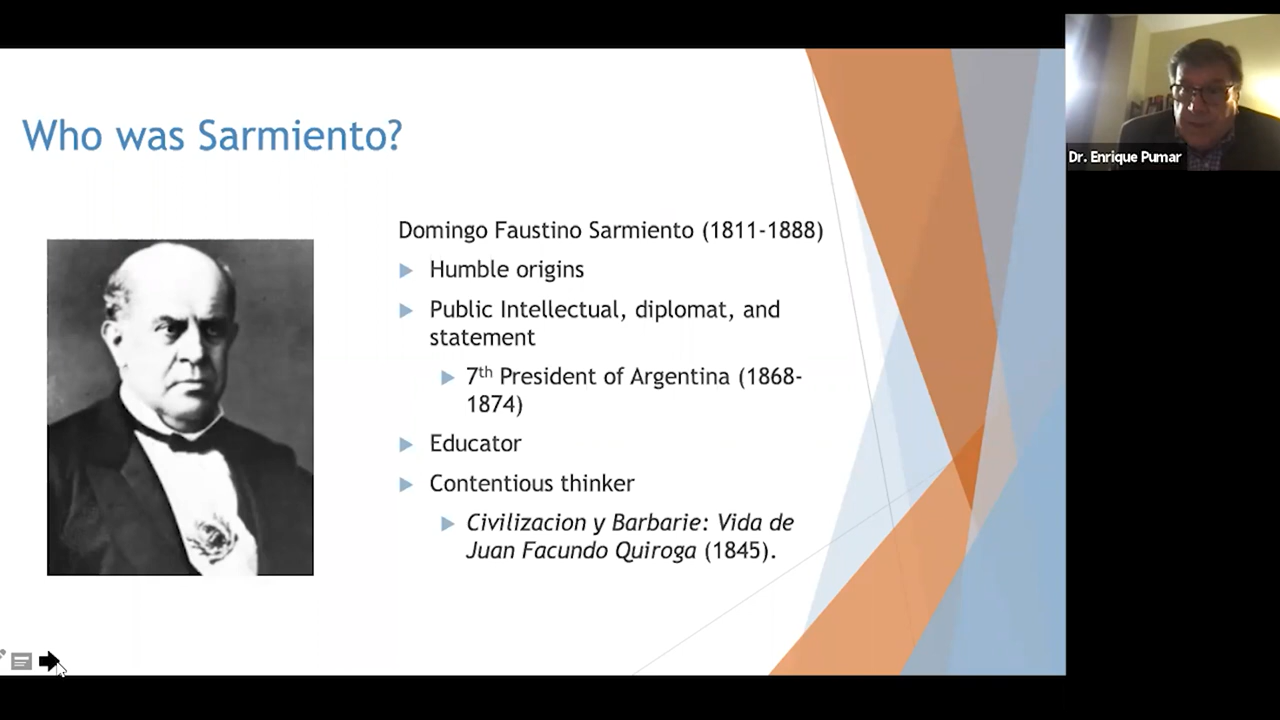 Who was Sarmiento?
Dr. Enrique Pumar
Domingo Faustino Sarmiento (1811-1888)
Humble origins
Public Intellectual, diplomat, and
statement
7th President of Argentina (1868-
1874)
Educator
Contentious thinker
Civilizacion y Barbarie: Vida de
Juan Facundo Quiroga (1845).